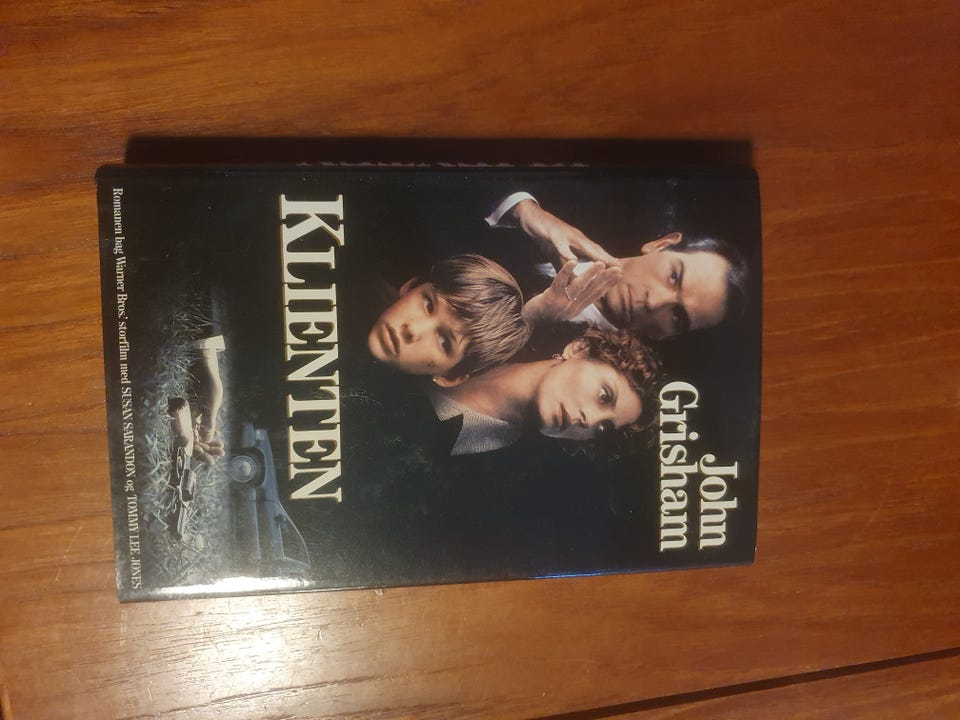 John
Grisham
KLIENTEN
Romanen bag Warner Bros.' storfilm med SUSAN SARANDON og TOMMY LEE JONES